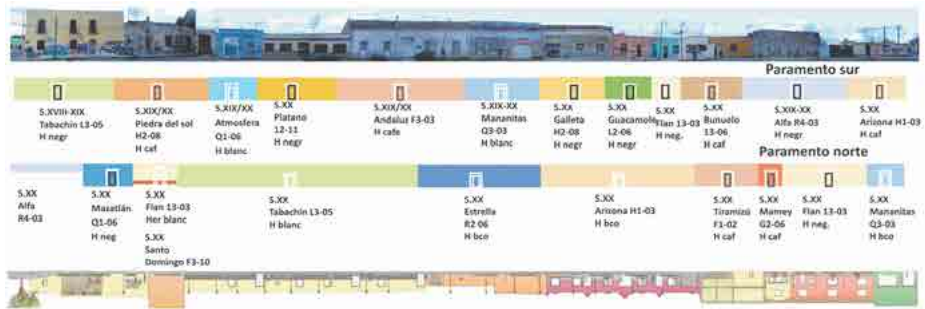 Paramento sur
S.XVIII-XIX
Tabachin L3-05
H negr
S.XIX/XX
Piedra del sol
H2-08
H caf
S.XIX/XX
Atmosfera
Q1-06
H blanc
S.XX
Platano
12-11
H negr
S.XIX/XX
Andaluz F3-03
H cafe
S.XIX-XX
Mananitas
Q3-03
H blanc
S.XX
Galleta
H2-08
H negr
S.XX
Guacamole
L2-06
H negr
S.XX
Flan 13-03
H neg.
S.XX
Bunuelo
13-06
H caf
S.XIX-XX
Alfa R4-03
H negr
S.XX
Arizona H1-03
H caf
Paramento norte
S.XX
Alfa
R4-03
S.XX
Mazatlán
Q1-06
H neg
S.XX
Flan 13-03
Her blanc
S.XX
Santo
Domingo F3-10
S.XX
Tabachin L3-05
H blanc
S.XX
Estrella
R2 06
H bco
S.XX
Arizona H1-03
H bco
S.XX
Tiramizú
F1-02
H caf
S.XX
Mamey
G2-06
H caf
S.XX
Flan 13-03
H neg.
S.XX
Mananitas
Q3-03
H bco